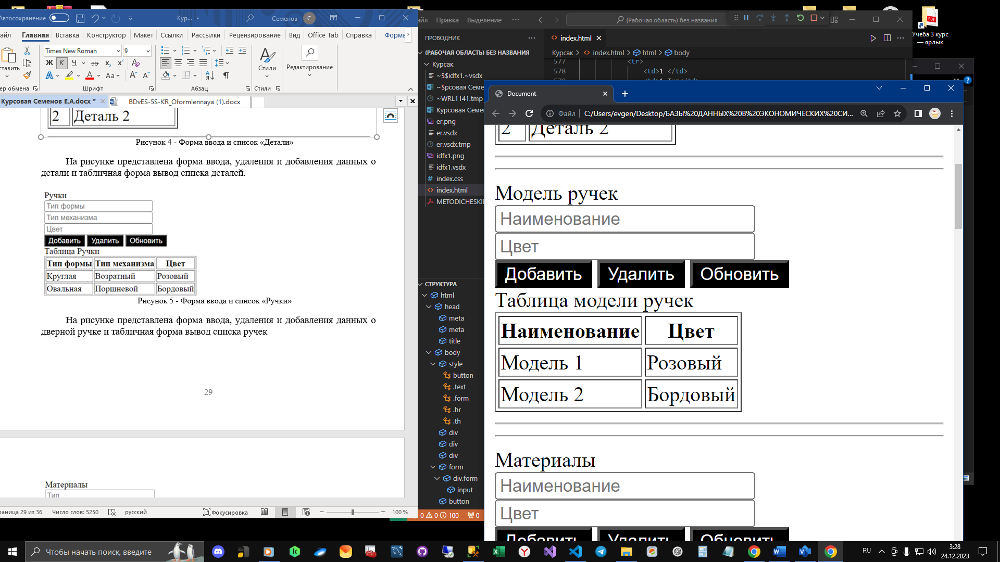 Автосохранение
Кур...
Семенов
С
айл Главная Вставка Конструктор Макет Ссылки Рассылки Рецензирование Вид Office Tab Справка Форма
Times New Roman 9
Ж К Ч ab x₂ x²
Aa
тавить
Стили
Редактирование
ер обмена Шрифт Абзац Стили
Курсовая Семенов Е.А.docx *
BDvES-5S-KR_Oformlennaya (1).docx
2 Деталь 2
Рисунок 4 - Форма ввода и список «Детали»
На рисунке представлена форма ввода, удаления и добавления данных о
детали и табличная форма вывод списка деталей.
Ручки
Тип формы
Тип механизма
Цвет
Добавить Удалить Обновить
Таблица Ручки
Тип формы Тип механизма Цвет
Круглая Возратный Розовый
Овальная Поршневой Бордовый
Рисунок 5 - Форма ввода и список «Ручки»
На рисунке представлена форма ввода, удаления и добавления данных о
дверной ручке и табличная форма вывод списка ручек
29
Материалы
Тип
раница 29 из 36 Число слов: 5250 русский Фокусировка 100 %
айл Правка Выделение ...
(Рабочая область) без названия
ПРОВОДНИК
(РАБОЧАЯ ОБЛАСТЬ) БЕЗ НАЗВАНИЯ
Курсак
~$$idfx1.~vsdx
~$рсовая Семе
~WRL1141.tmp
Курсовая Семе
er.png
er.vsdx
er.vsdx.tmp
idfx1.png
idfx1.vsdx
index.css
index.html
METODICHESKI
СТРУКТУРА
html
head
meta
meta
title
body
style
button
.text
.form
.hr
.th
div
div
div
form
div.form
input
button
0 0 100 0
index.html
Курсак > index.html > html > body
577 <tr>
578 <td>1 </td>
Учеба 3 курс
— ярлык
PDF
Document
Файл C:/Users/evgen/Desktop/БАЗЫ%20ДАННЫХ%20В%20ЭКОНОМИЧЕСКИХ%20СИ...
2 Деталь 2
Модель ручек
Наименование
Цвет
Добавить Удалить Обновить
Таблица модели ручек
Наименование Цвет
Модель 1 Розовый
Модель 2 Бордовый
Материалы
Наименование
Цвет
Добавить Удалить Обновить
Чтобы начать поиск, введите
RU
3:28
24.12.2023